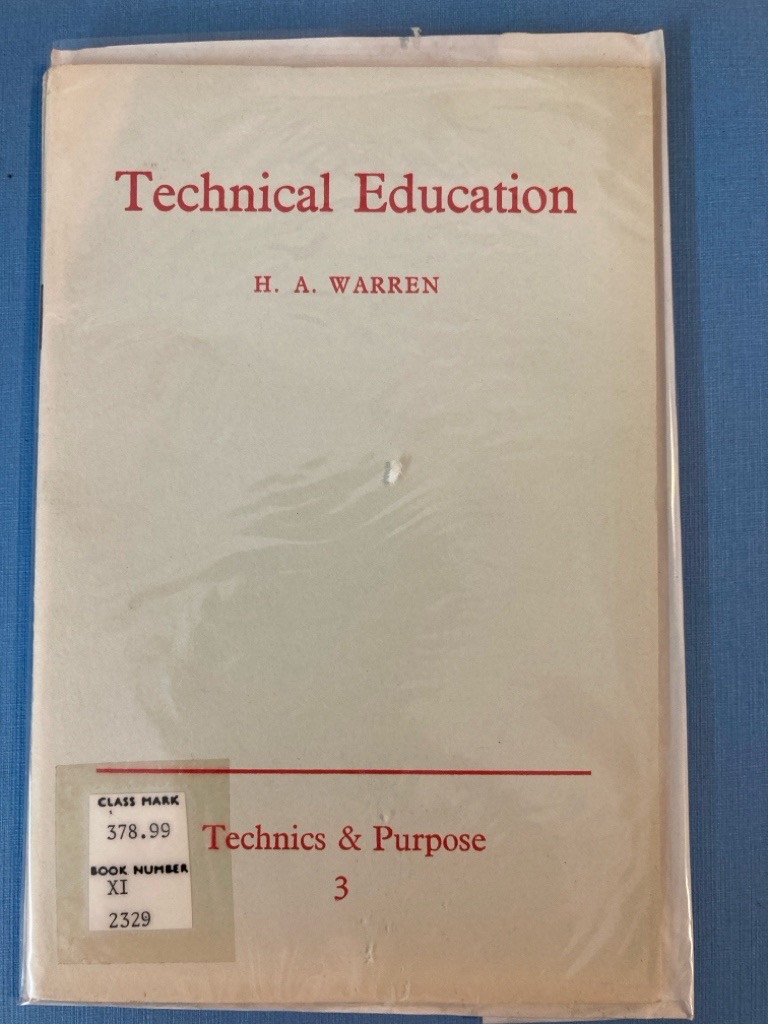 Technical Education
H. A. WARREN
CLASS MARK
378.99
BOOK NUMBER
XI
2329
Technics & Purpose
3